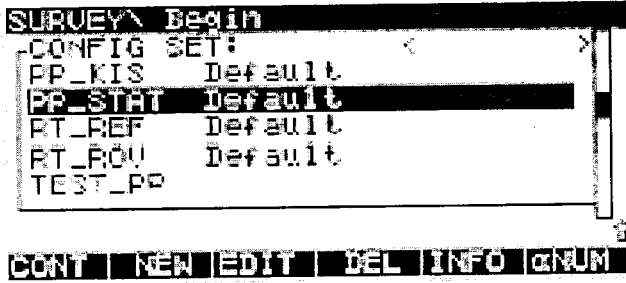 SURVEY\ Begin
CONFIG SET: < >
PP_KIS Default
PP_STAT Default
RT_REF Default
RT_ROV Default
TEST_PP
CONT NEW EDIT DEL INFO αNUM